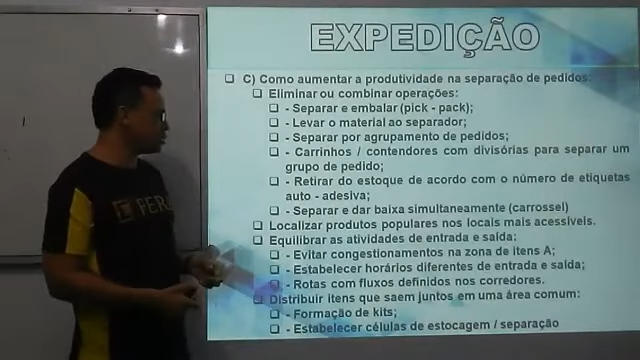 EXPEDIÇÃO
C) Como aumentar a produtividade na separação de pedidos:
Eliminar ou combinar operações:
- Separar e embalar (pick - pack);
- Levar o material ao separador;
- Separar por agrupamento de pedidos;
- Carrinhos / contendores com divisórias para separar um
grupo de pedido;
- Retirar do estoque de acordo com o número de etiquetas
auto - adesiva;
- Separar e dar baixa simultaneamente (carrossel)
Localizar produtos populares nos locais mais acessíveis.
Equilibrar as atividades de entrada e saída:
- Evitar congestionamentos na zona de itens A;
- Estabelecer horários diferentes de entrada e saída;
- Rotas com fluxos definidos nos corredores.
Distribuir itens que saem juntos em uma área comum:
- Formação de kits;
- Estabelecer células de estocagem / separação